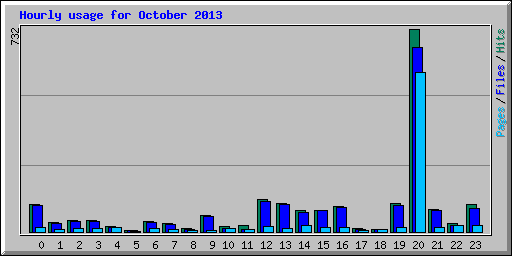 Hourly usage for October 2013
732
Pages/Files/Hits
0 1 2 3 4 5 6 7 8 9 10 11 12 13 14 15 16 17 18 19 20 21 22 23